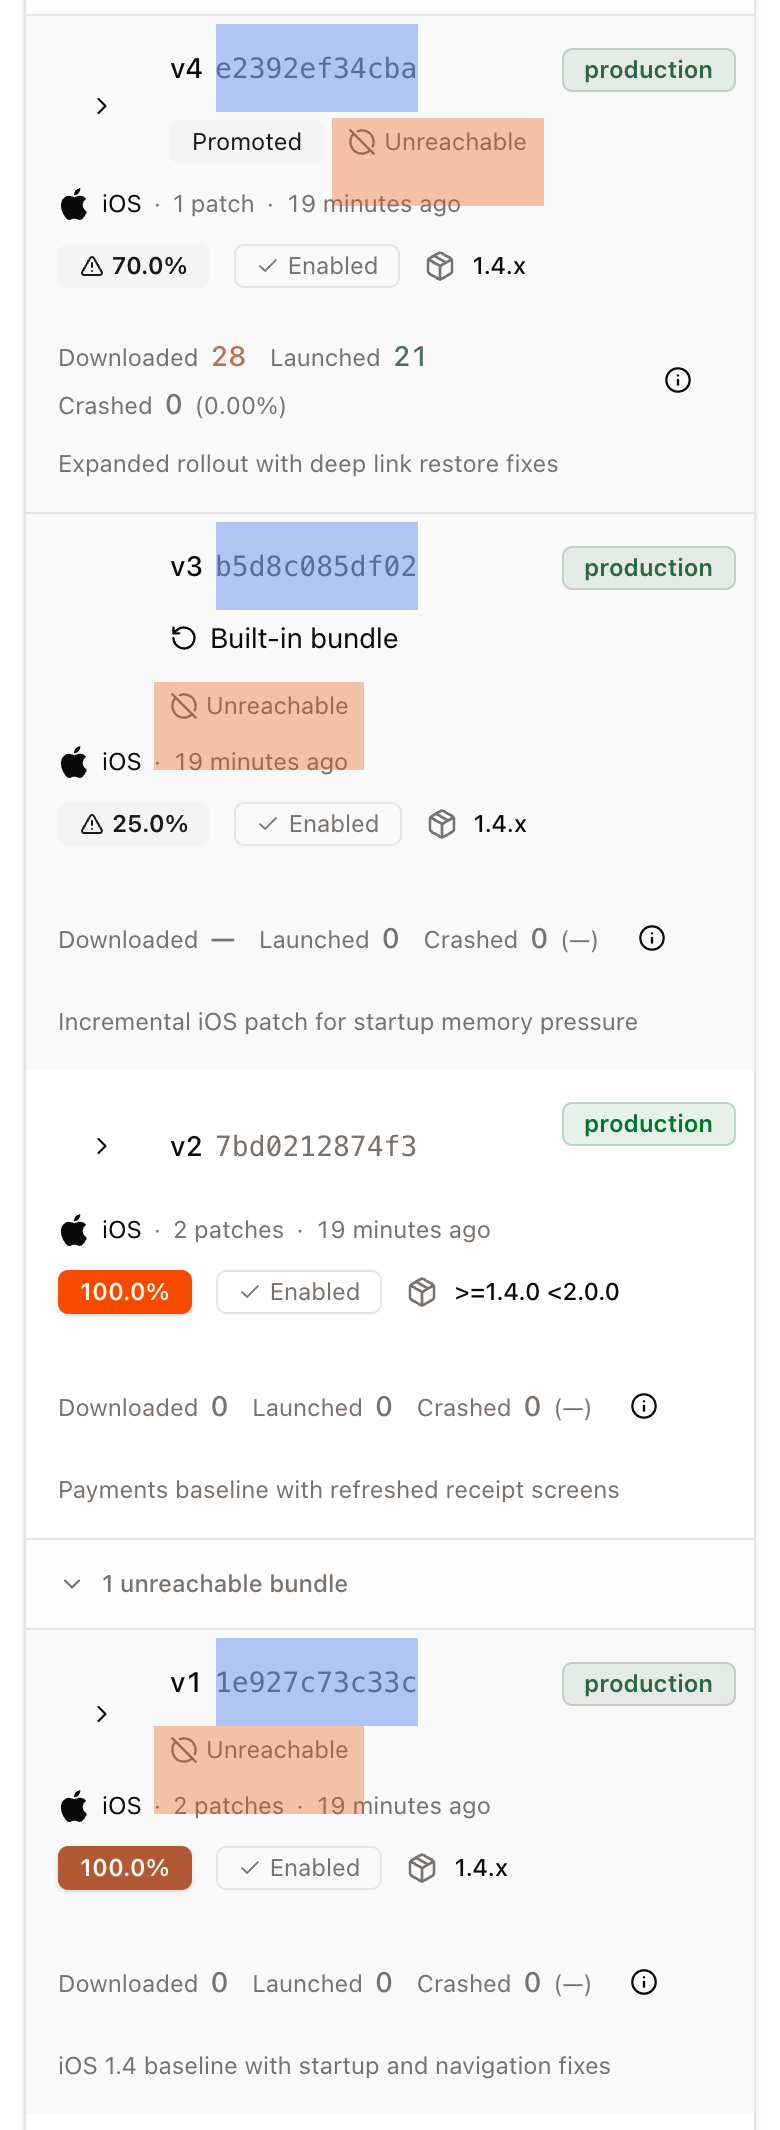 v4 e2392ef34cba production
Promoted Unreachable
iOS · 1 patch · 19 minutes ago
70.0% Enabled 1.4.x
Downloaded 28 Launched 21
Crashed 0 (0.00%)
Expanded rollout with deep link restore fixes
v3 b5d8c085df02 production
Built-in bundle
Unreachable
iOS · 19 minutes ago
25.0% Enabled 1.4.x
Downloaded — Launched 0 Crashed 0 (—)
Incremental iOS patch for startup memory pressure
v2 7bd0212874f3 production
iOS · 2 patches · 19 minutes ago
100.0% Enabled >=1.4.0 <2.0.0
Downloaded 0 Launched 0 Crashed 0 (—)
Payments baseline with refreshed receipt screens
1 unreachable bundle
v1 1e927c73c33c production
Unreachable
iOS · 2 patches · 19 minutes ago
100.0% Enabled 1.4.x
Downloaded 0 Launched 0 Crashed 0 (—)
iOS 1.4 baseline with startup and navigation fixes